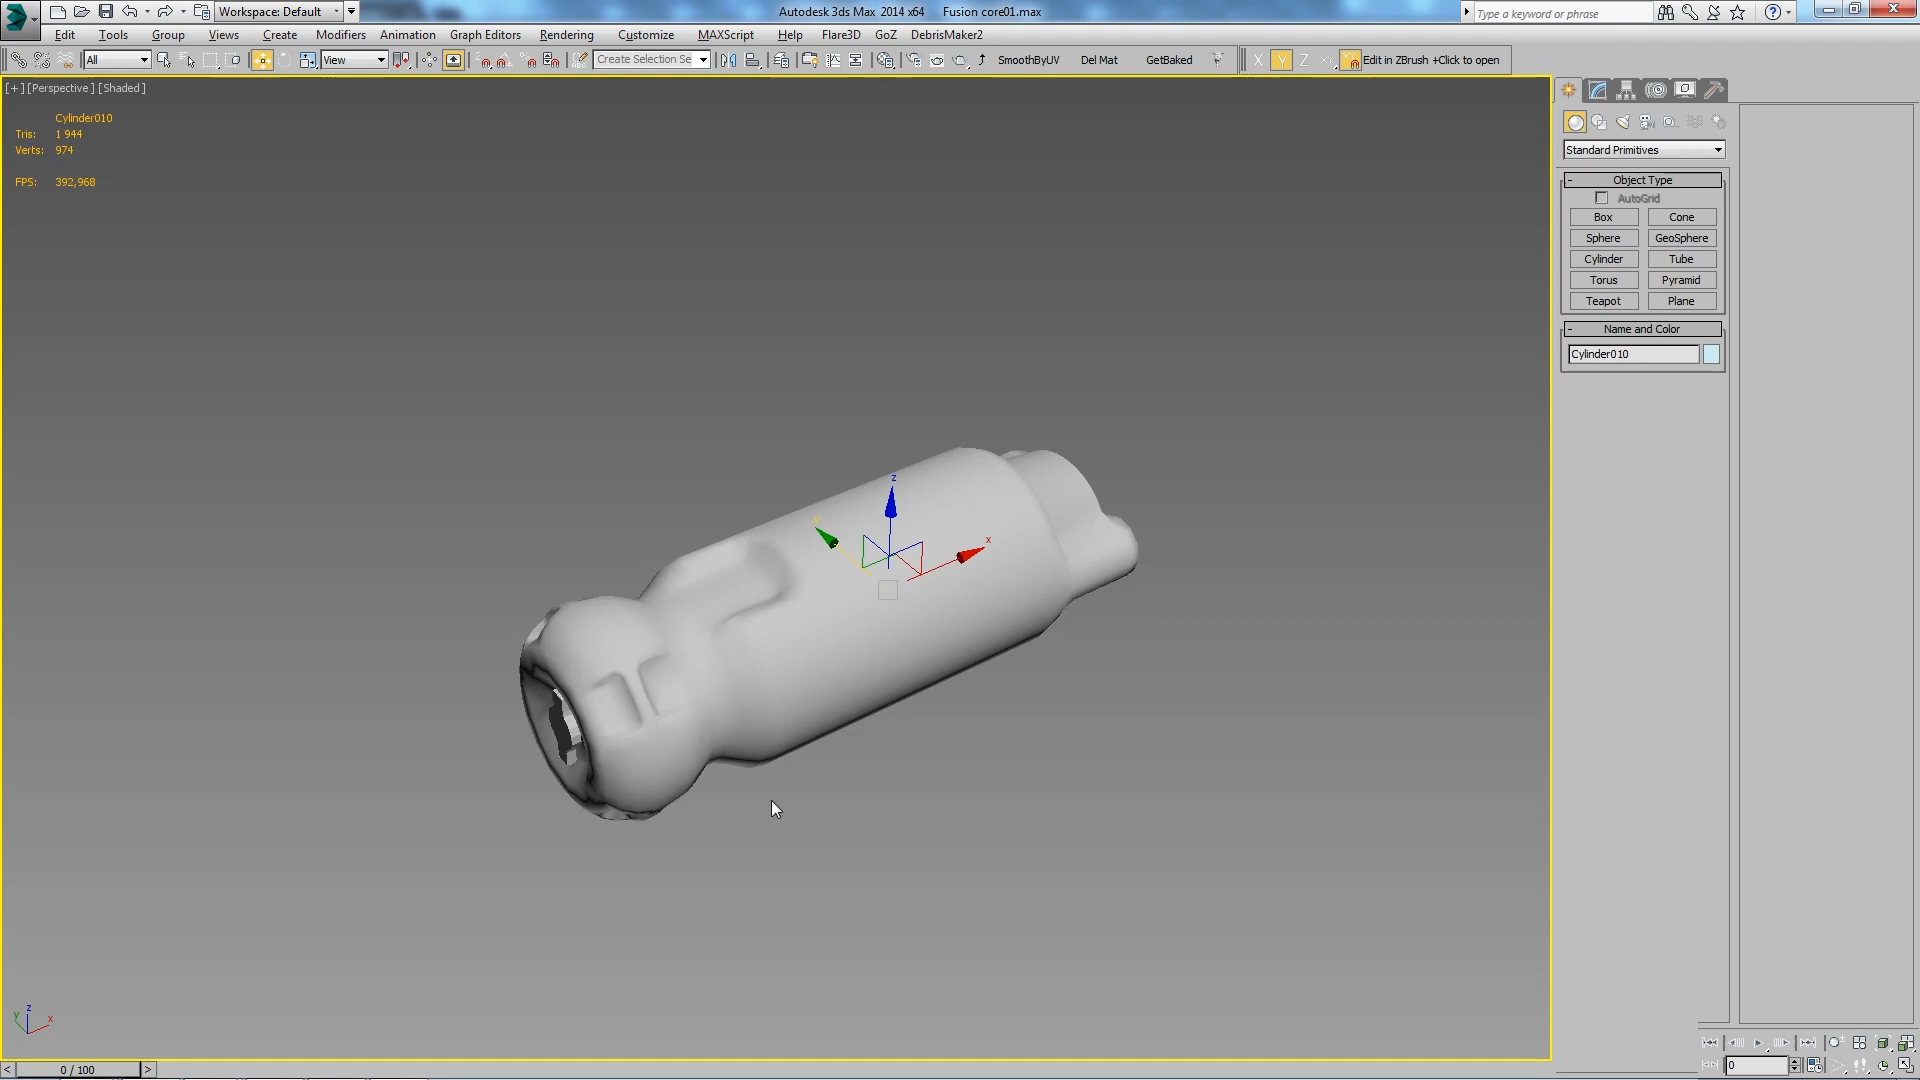 Workspace: Default
Autodesk 3ds Max 2014 x64 Fusion core01.max
Type a keyword or phrase
Edit Tools Group Views Create Modifiers Animation Graph Editors Rendering Customize MAXScript Help Flare3D GoZ DebrisMaker2
All View Create Selection Se SmoothByUV Del Mat GetBaked X Y Z Edit in ZBrush +Click to open
[+] [Perspective ] [Shaded ]
Cylinder010
Tris: 1 944
Verts: 974
FPS: 392,968
Standard Primitives
- Object Type
AutoGrid
Box Cone
Sphere GeoSphere
Cylinder Tube
Torus Pyramid
Teapot Plane
- Name and Color
Cylinder010
z
y
x
z
y
x
< 0 / 100 >
0